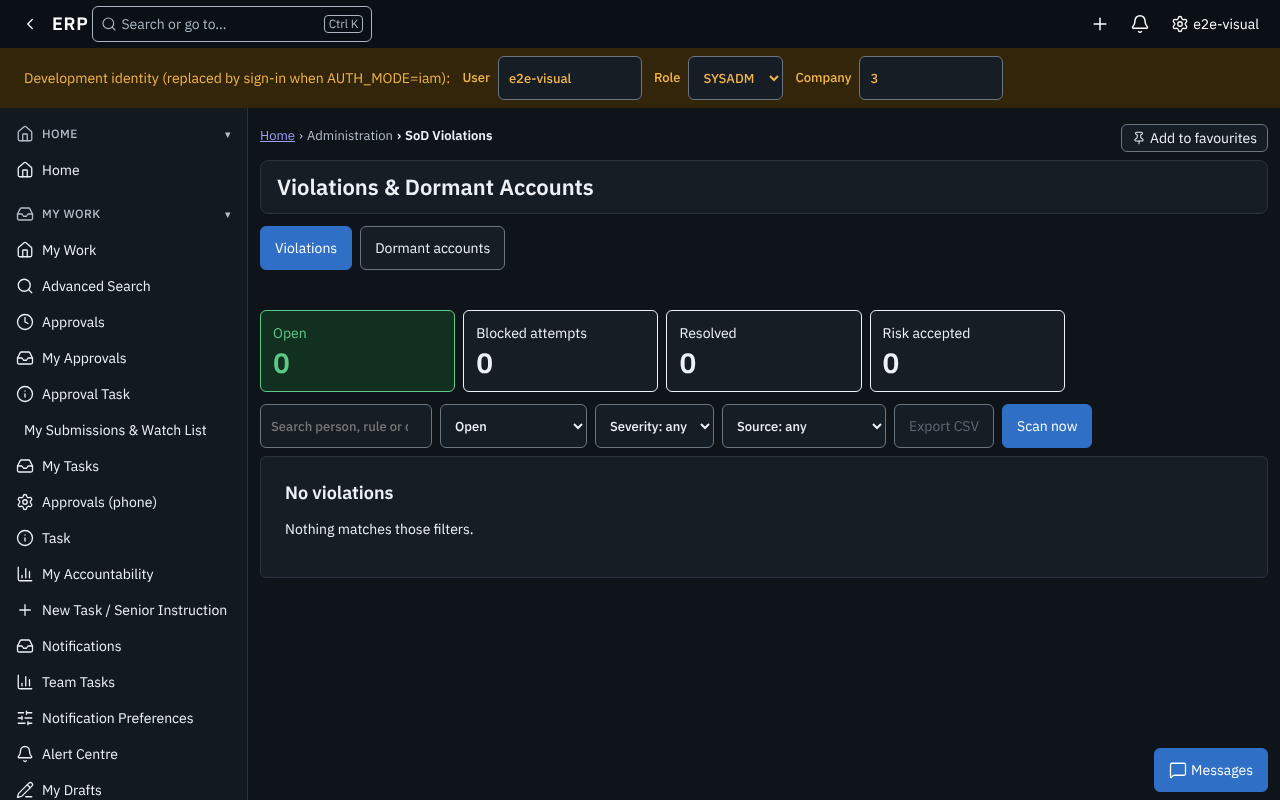 ERP
Search or go to...
Ctrl K
e2e-visual
Development identity (replaced by sign-in when AUTH_MODE=iam):
User
e2e-visual
Role
SYSADM
Company
3
HOME
Home
MY WORK
My Work
Advanced Search
Approvals
My Approvals
Approval Task
My Submissions & Watch List
My Tasks
Approvals (phone)
Task
My Accountability
New Task / Senior Instruction
Notifications
Team Tasks
Notification Preferences
Alert Centre
My Drafts
Home › Administration › SoD Violations
Add to favourites
Violations & Dormant Accounts
Violations
Dormant accounts
Open
0
Blocked attempts
0
Resolved
0
Risk accepted
0
Search person, rule or
Open
Severity: any
Source: any
Export CSV
Scan now
No violations
Nothing matches those filters.
Messages